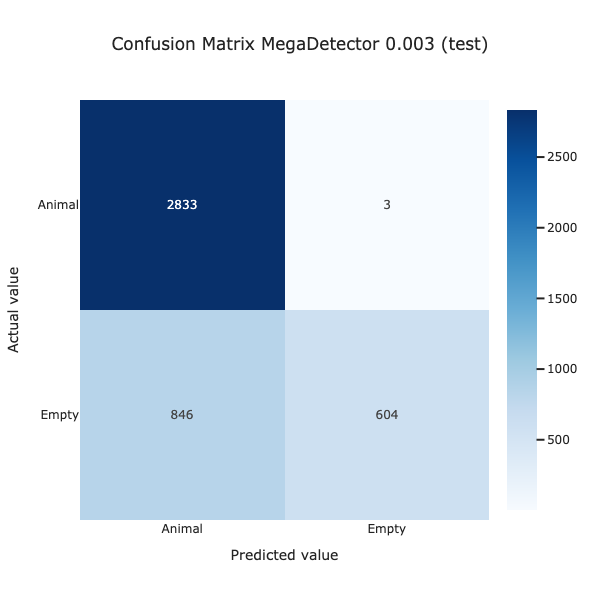 Confusion Matrix MegaDetector 0.003 (test)
Animal
2833
3
Empty
846
604
Animal
Empty
Predicted value
Actual value
2500
2000
1500
1000
500